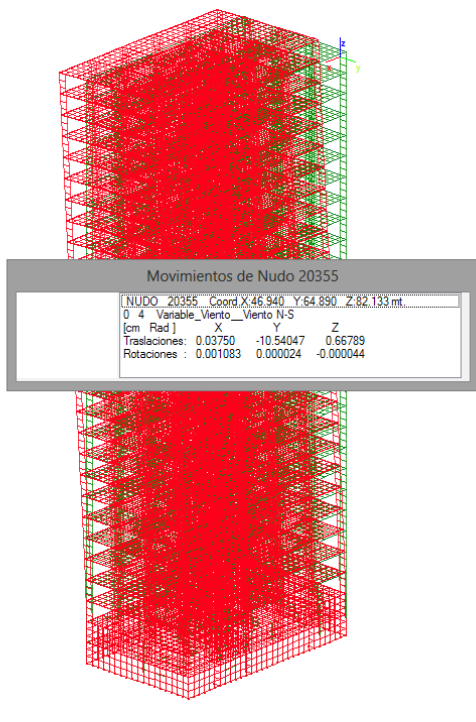 z
x
y
Movimientos de Nudo 20355
NUDO 20355 Coord.X:46.940 Y:64.890 Z:82.133 mt.
0 4 Variable_Viento__Viento N-S
[cm Rad ] X Y Z
Traslaciones: 0.03750 -10.54047 0.66789
Rotaciones : 0.001083 0.000024 -0.000044